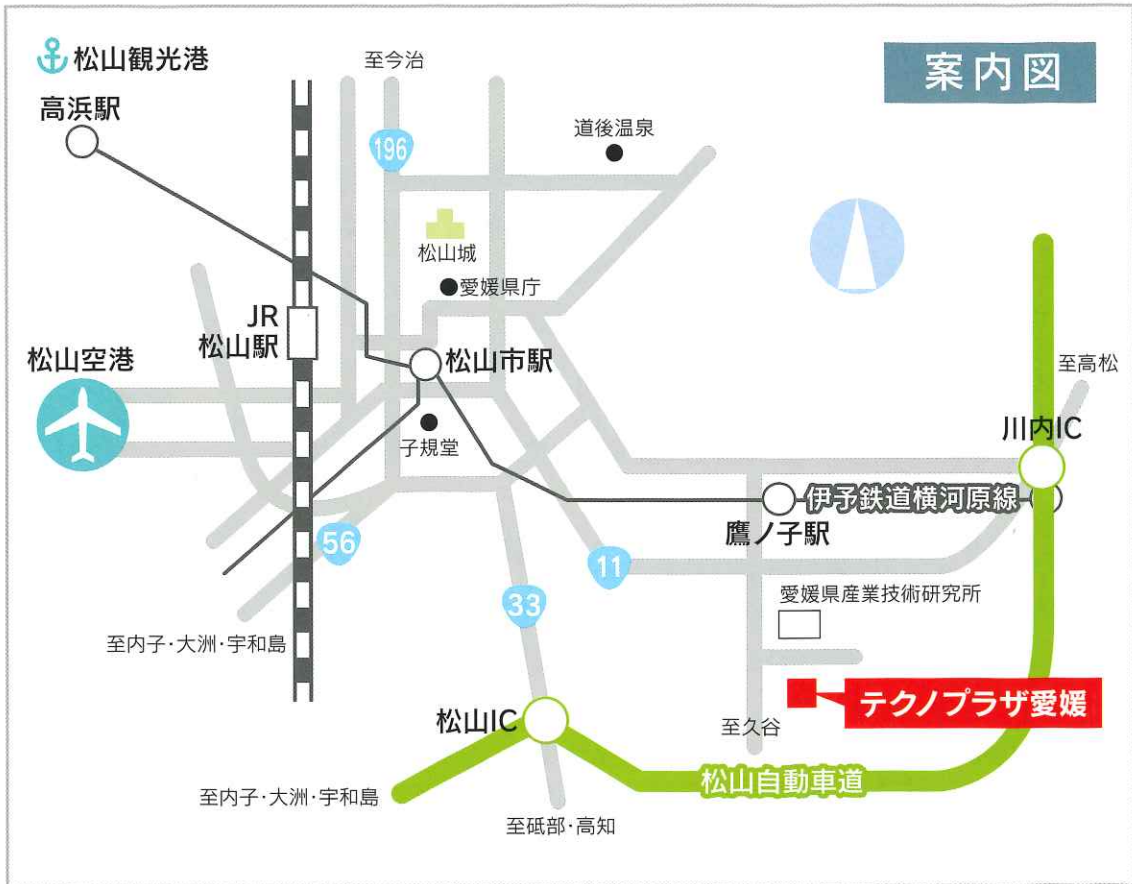 案内図
松山観光港
高浜駅
至今治
196
道後温泉
松山城
愛媛県庁
JR
松山駅
松山市駅
松山空港
至高松
川内IC
子規堂
伊予鉄道横河原線
鷹ノ子駅
56
11
33
愛媛県産業技術研究所
至内子・大洲・宇和島
テクノプラザ愛媛
松山IC
至久谷
松山自動車道
至内子・大洲・宇和島
至砥部・高知